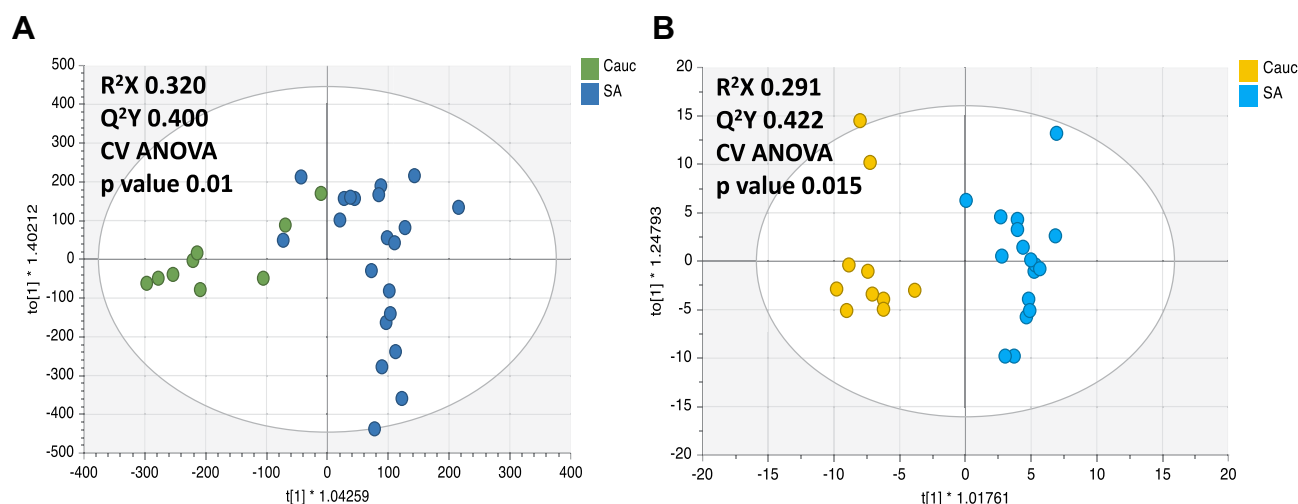 A
R²X 0.320
Q²Y 0.400
CV ANOVA
p value 0.01
500
400
300
200
100
0
-100
-200
-300
-400
-500
-400
-300
-200
-100
0
100
200
300
400
to[1] * 1.40212
t[1] * 1.04259
Cauc
SA
B
R²X 0.291
Q²Y 0.422
CV ANOVA
p value 0.015
20
15
10
5
0
-5
-10
-15
-20
-20
-15
-10
-5
0
5
10
15
20
to[1] * 1.24793
t[1] * 1.01761
Cauc
SA